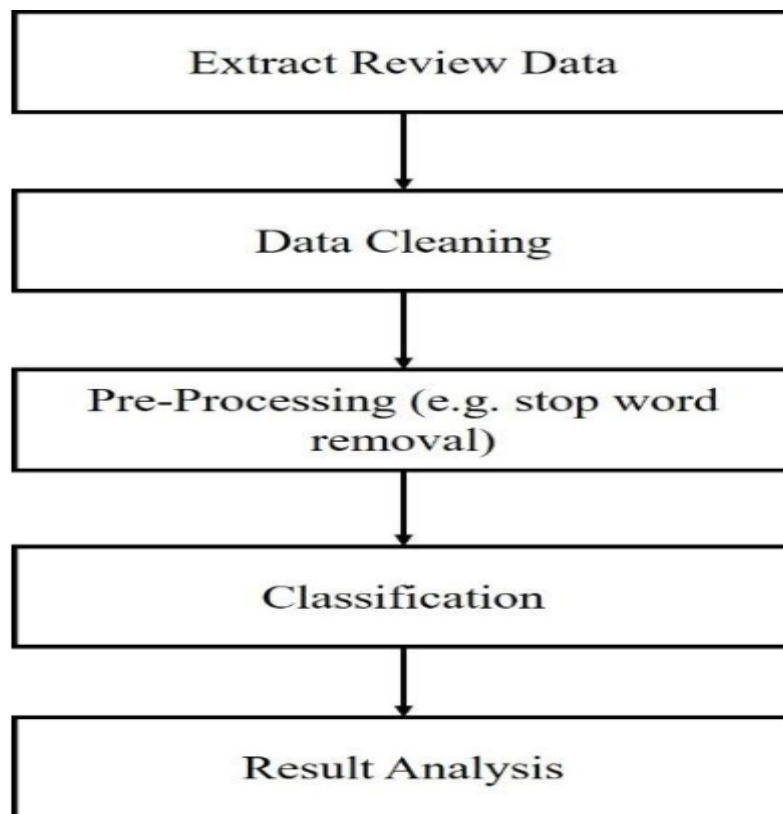 Extract Review Data
Data Cleaning
Pre-Processing (e.g. stop word
removal)
Classification
Result Analysis